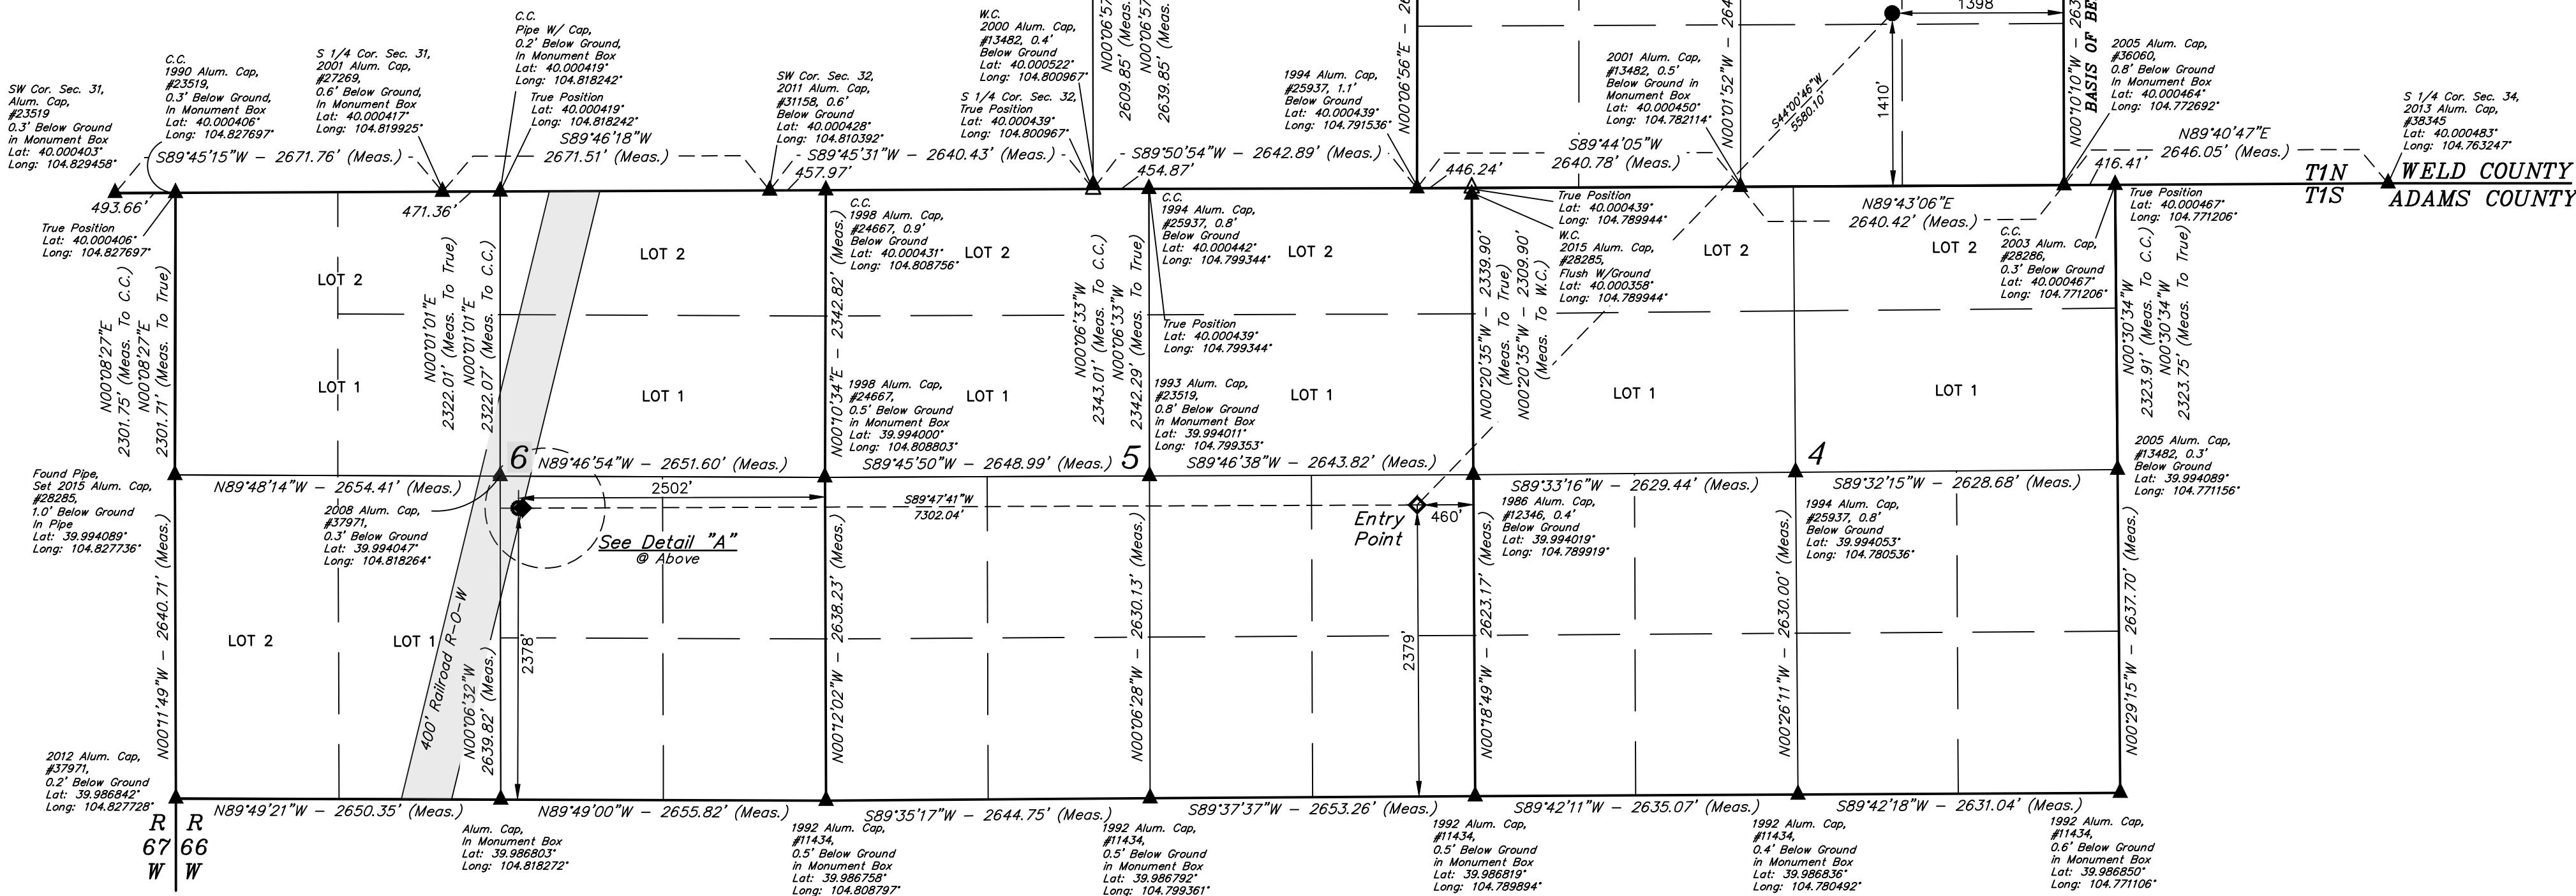 SW Cor. Sec. 31,
Alum. Cap,
#23519
0.3' Below Ground
in Monument Box
Lat: 40.000403°
Long: 104.829458°
C.C.
1990 Alum. Cap,
#23519,
0.3' Below Ground,
In Monument Box
Lat: 40.000406°
Long: 104.827697°
S 1/4 Cor. Sec. 31,
2001 Alum. Cap,
#27269,
0.6' Below Ground,
in Monument Box
Lat: 40.000417°
Long: 104.819925°
C.C.
Pipe W/ Cap,
0.2' Below Ground,
In Monument Box
Lat: 40.000419°
Long: 104.818242°
True Position
Lat: 40.000419°
Long: 104.818242°
SW Cor. Sec. 32,
2011 Alum. Cap,
#31158, 0.6'
Below Ground
Lat: 40.000428°
Long: 104.810392°
W.C.
2000 Alum. Cap,
#13482, 0.4'
Below Ground
Lat: 40.000522°
Long: 104.800967°
S 1/4 Cor. Sec. 32,
True Position
Lat: 40.000439°
Long: 104.800967°
2609.85' (Meas.
2639.85' (Meas.
1994 Alum. Cap,
#25937, 1.1'
Below Ground
Lat: 40.000439°
Long: 104.791536°
N00°06'56"E - 26
2001 Alum. Cap,
#13482, 0.5'
Below Ground in
Monument Box
Lat: 40.000450°
Long: 104.782114°
N00°01'52"W - 264
S44°00'46"W
5580.10'
1398'
1410'
N00°10'10"W - 263
BASIS OF BE
2005 Alum. Cap,
#36060,
0.8' Below Ground
In Monument Box
Lat: 40.000464°
Long: 104.772692°
S 1/4 Cor. Sec. 34,
2013 Alum. Cap,
#38345
Lat: 40.000483°
Long: 104.763247°
S89°45'15"W - 2671.76' (Meas.)
S89°46'18"W
2671.51' (Meas.)
S89°45'31"W - 2640.43' (Meas.)
S89°50'54"W - 2642.89' (Meas.)
S89°44'05"W
2640.78' (Meas.)
N89°40'47"E
2646.05' (Meas.)
493.66'
471.36'
457.97'
454.87'
446.24'
416.41'
N89°43'06"E
2640.42' (Meas.)
T1N
T1S
WELD COUNTY
ADAMS COUNTY
True Position
Lat: 40.000406°
Long: 104.827697°
C.C.
1998 Alum. Cap,
#24667, 0.9'
Below Ground
Lat: 40.000431°
Long: 104.808756°
C.C.
1994 Alum. Cap,
#25937, 0.8'
Below Ground
Lat: 40.000442°
Long: 104.799344°
True Position
Lat: 40.000439°
Long: 104.799344°
True Position
Lat: 40.000439°
Long: 104.789944°
W.C.
2015 Alum. Cap,
#28285,
Flush W/Ground
Lat: 40.000358°
Long: 104.789944°
True Position
Lat: 40.000467°
Long: 104.771206°
C.C.
2003 Alum. Cap,
#28286,
0.3' Below Ground
Lat: 40.000467°
Long: 104.771206°
LOT 2
LOT 2
LOT 2
LOT 2
LOT 2
LOT 2
N00°08'27"E
2301.75' (Meas. To C.C.)
N00°08'27"E
2301.71' (Meas. To True)
N00°01'01"E
2322.01' (Meas. To True)
N00°01'01"E
2322.07' (Meas. To C.C.)
N00°10'34"E - 2342.82' (Meas.)
N00°06'33"W
2343.01' (Meas. To C.C.)
N00°06'33"W
2342.29' (Meas. To True)
N00°20'35"W - 2339.90'
(Meas. To True)
N00°20'35"W - 2309.90'
(Meas. To W.C.)
N00°30'34"W
2323.91' (Meas. To C.C.)
N00°30'34"W
2323.75' (Meas. To True)
LOT 1
LOT 1
LOT 1
LOT 1
LOT 1
LOT 1
1998 Alum. Cap,
#24667,
0.5' Below Ground
in Monument Box
Lat: 39.994000°
Long: 104.808803°
1993 Alum. Cap,
#23519,
0.8' Below Ground
in Monument Box
Lat: 39.994011°
Long: 104.799353°
2005 Alum. Cap,
#13482, 0.3'
Below Ground
Lat: 39.994089°
Long: 104.771156°
6
5
4
N89°48'14"W - 2654.41' (Meas.)
N89°46'54"W - 2651.60' (Meas.)
S89°45'50"W - 2648.99' (Meas.)
S89°46'38"W - 2643.82' (Meas.)
S89°33'16"W - 2629.44' (Meas.)
S89°32'15"W - 2628.68' (Meas.)
Found Pipe,
Set 2015 Alum. Cap,
#28285,
1.0' Below Ground
In Pipe
Lat: 39.994089°
Long: 104.827736°
2008 Alum. Cap,
#37971,
0.3' Below Ground
Lat: 39.994047°
Long: 104.818264°
2502'
S89°47'41"W
7302.04'
460'
Entry
Point
See Detail "A"
@ Above
1986 Alum. Cap,
#12346, 0.4'
Below Ground
Lat: 39.994019°
Long: 104.789919°
1994 Alum. Cap,
#25937, 0.8'
Below Ground
Lat: 39.994053°
Long: 104.780536°
N00°11'49"W - 2640.71' (Meas.)
LOT 2
LOT 1
400' Railroad R-O-W
N00°06'32"W
2639.82' (Meas.)
2378'
N00°12'02"W - 2638.23' (Meas.)
N00°06'28"W - 2630.13' (Meas.)
2379'
N00°18'49"W - 2623.17' (Meas.)
N00°26'11"W - 2630.00' (Meas.)
N00°29'15"W - 2637.70' (Meas.)
2012 Alum. Cap,
#37971,
0.2' Below Ground
Lat: 39.986842°
Long: 104.827728°
N89°49'21"W - 2650.35' (Meas.)
N89°49'00"W - 2655.82' (Meas.)
S89°35'17"W - 2644.75' (Meas.)
S89°37'37"W - 2653.26' (Meas.)
S89°42'11"W - 2635.07' (Meas.)
S89°42'18"W - 2631.04' (Meas.)
R R
67 66
W W
Alum. Cap,
In Monument Box
Lat: 39.986803°
Long: 104.818272°
1992 Alum. Cap,
#11434,
0.5' Below Ground
in Monument Box
Lat: 39.986758°
Long: 104.808797°
1992 Alum. Cap,
#11434,
0.5' Below Ground
in Monument Box
Lat: 39.986792°
Long: 104.799361°
1992 Alum. Cap,
#11434,
0.5' Below Ground
in Monument Box
Lat: 39.986819°
Long: 104.789894°
1992 Alum. Cap,
#11434,
0.4' Below Ground
in Monument Box
Lat: 39.986836°
Long: 104.780492°
1992 Alum. Cap,
#11434,
0.6' Below Ground
in Monument Box
Lat: 39.986850°
Long: 104.771106°